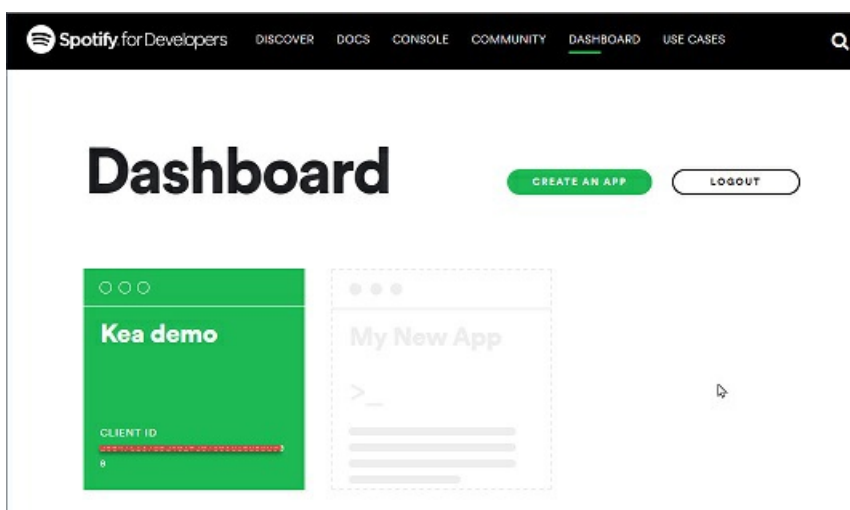 Spotify for Developers DISCOVER DOCS CONSOLE COMMUNITY DASHBOARD USE CASES
Dashboard
CREATE AN APP LOGOUT
Kea demo
My New App
>_
CLIENT ID